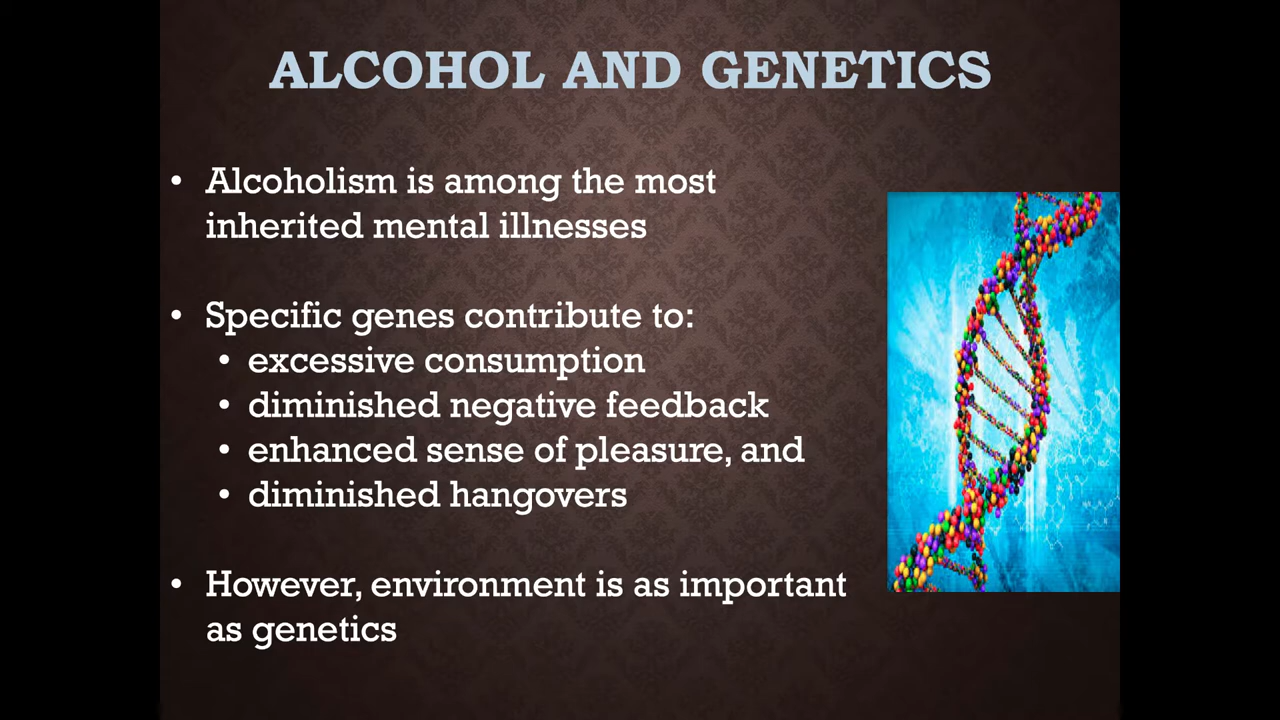 ALCOHOL AND GENETICS
• Alcoholism is among the most
inherited mental illnesses
• Specific genes contribute to:
• excessive consumption
• diminished negative feedback
• enhanced sense of pleasure, and
• diminished hangovers
• However, environment is as important
as genetics